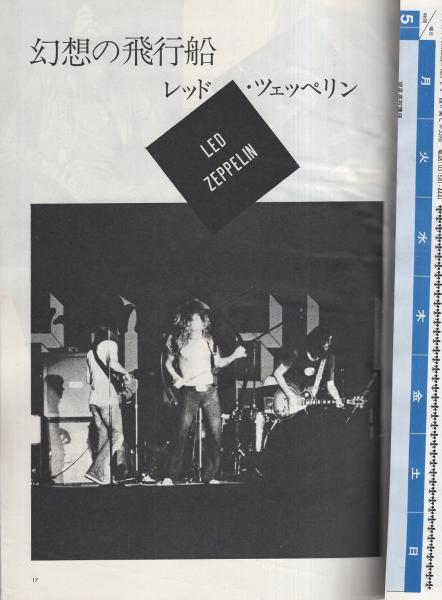 幻想の飛行船
レッド・ツェッペリン
LED
ZEPPELIN
17
5
月
火
水
木
金
土
日